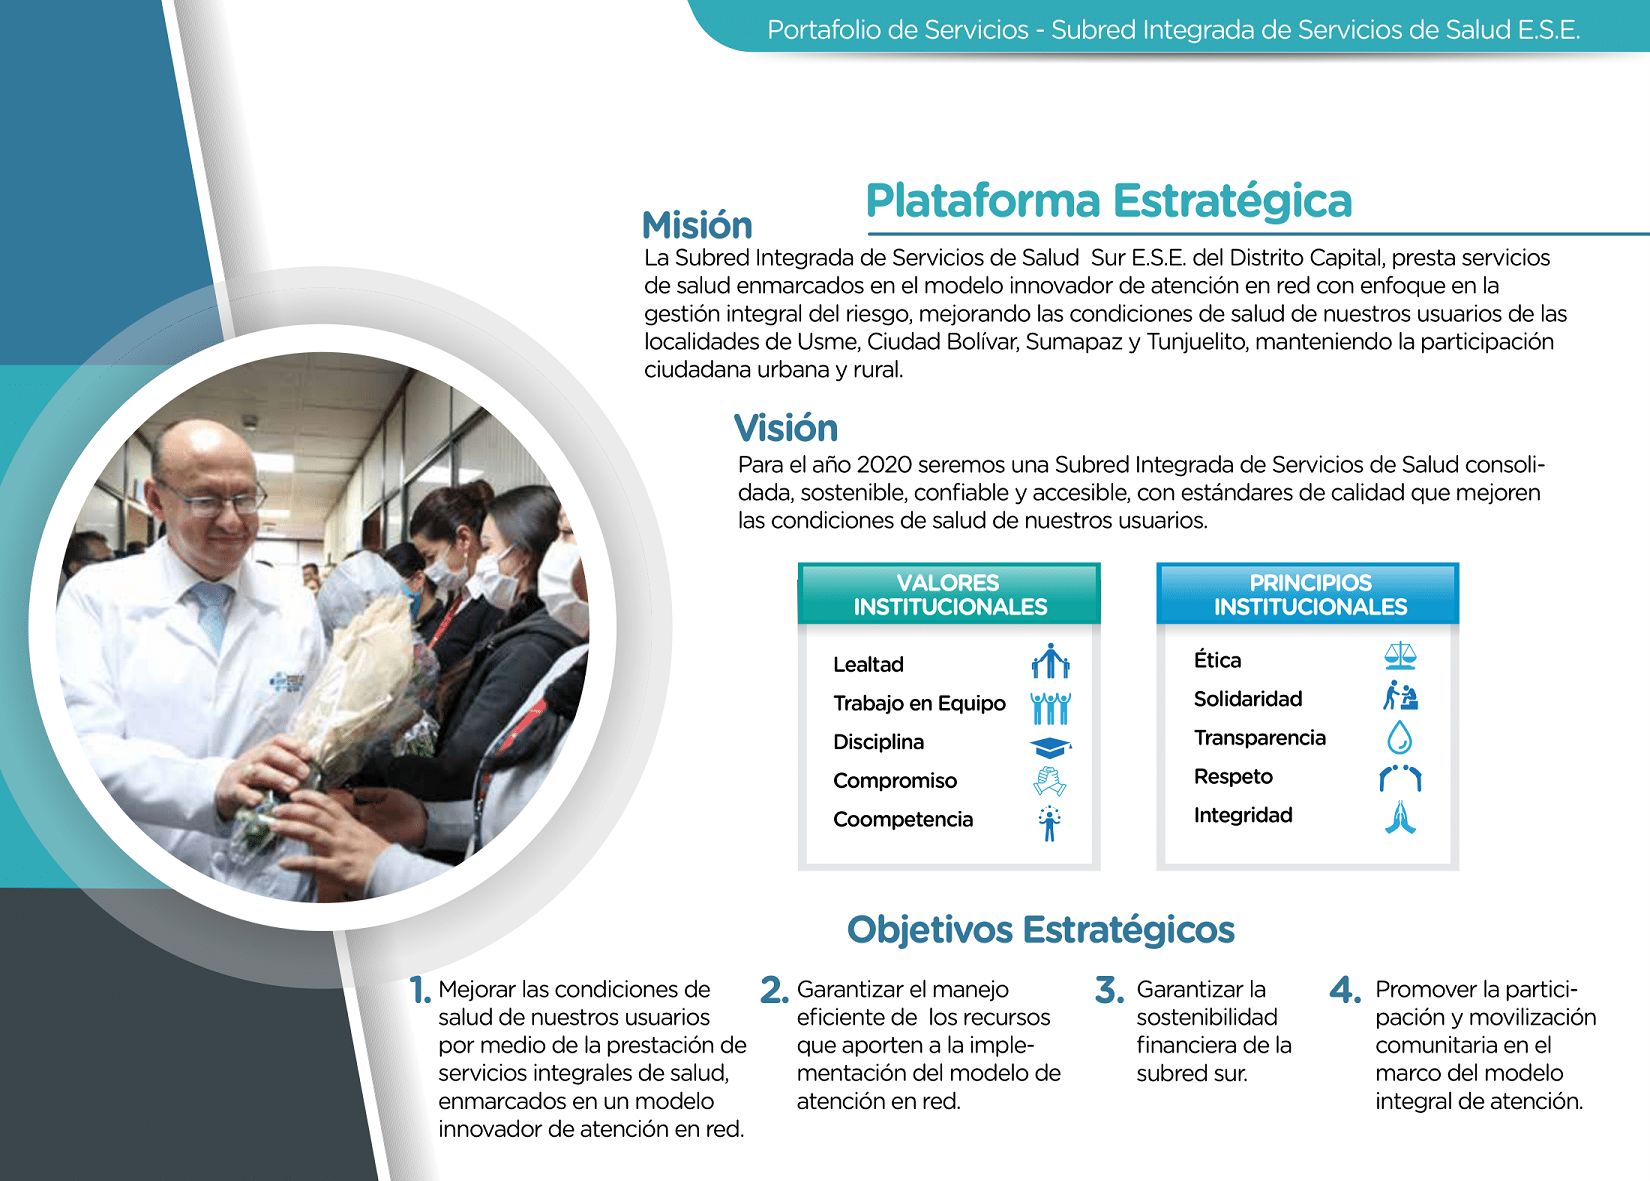 Portafolio de Servicios - Subred Integrada de Servicios de Salud E.S.E.
Plataforma Estratégica
Misión
La Subred Integrada de Servicios de Salud  Sur E.S.E. del Distrito Capital, presta servicios
de salud enmarcados en el modelo innovador de atención en red con enfoque en la
gestión integral del riesgo, mejorando las condiciones de salud de nuestros usuarios de las
localidades de Usme, Ciudad Bolívar, Sumapaz y Tunjuelito, manteniendo la participación
ciudadana urbana y rural.
Visión
Para el año 2020 seremos una Subred Integrada de Servicios de Salud consoli-
dada, sostenible, confiable y accesible, con estándares de calidad que mejoren
las condiciones de salud de nuestros usuarios.
VALORES
INSTITUCIONALES
Lealtad
Trabajo en Equipo
Disciplina
Compromiso
Coompetencia
PRINCIPIOS
INSTITUCIONALES
Ética
Solidaridad
Transparencia
Respeto
Integridad
Objetivos Estratégicos
1. Mejorar las condiciones de
salud de nuestros usuarios
por medio de la prestación de
servicios integrales de salud,
enmarcados en un modelo
innovador de atención en red.
2. Garantizar el manejo
eficiente de  los recursos
que aporten a la imple-
mentación del modelo de
atención en red.
3. Garantizar la
sostenibilidad
financiera de la
subred sur.
4. Promover la partici-
pación y movilización
comunitaria en el
marco del modelo
integral de atención.